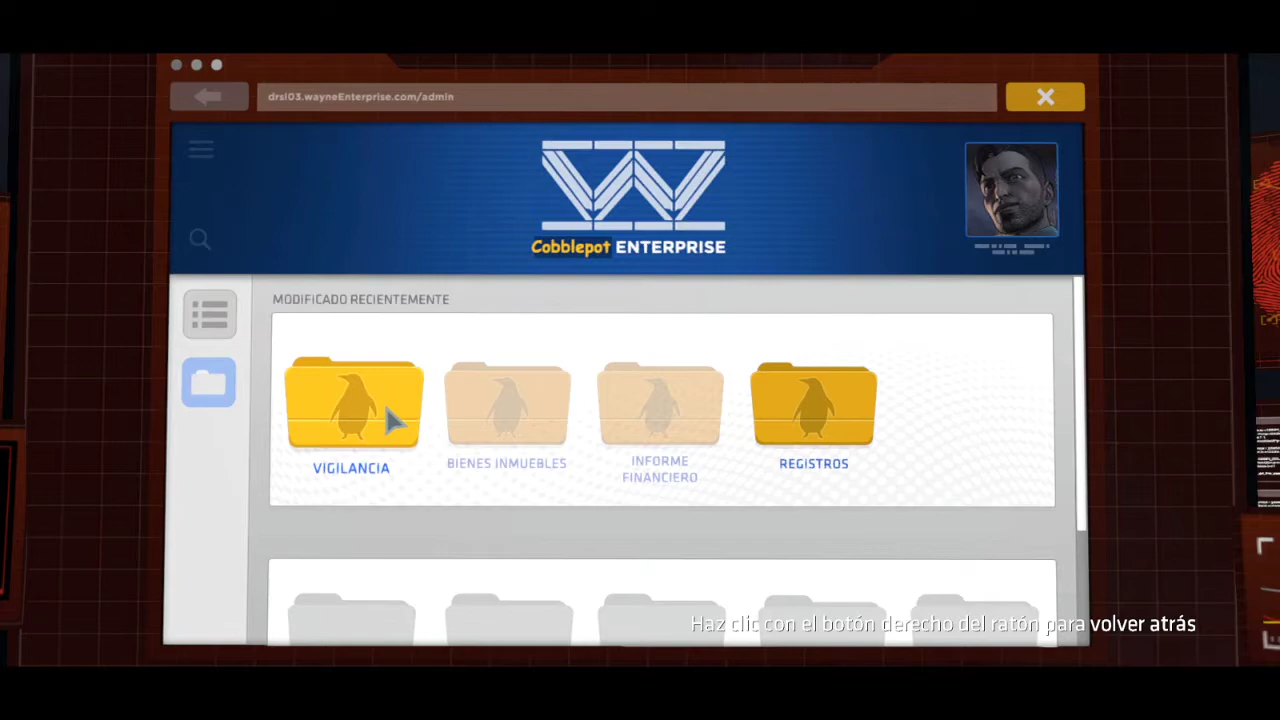 drsl03.wayneEnterprise.com/admin
Cobblepot ENTERPRISE
MODIFICADO RECIENTEMENTE
VIGILANCIA
BIENES INMUEBLES
INFORME
FINANCIERO
REGISTROS
Haz clic con el botón derecho del ratón para volver atrás